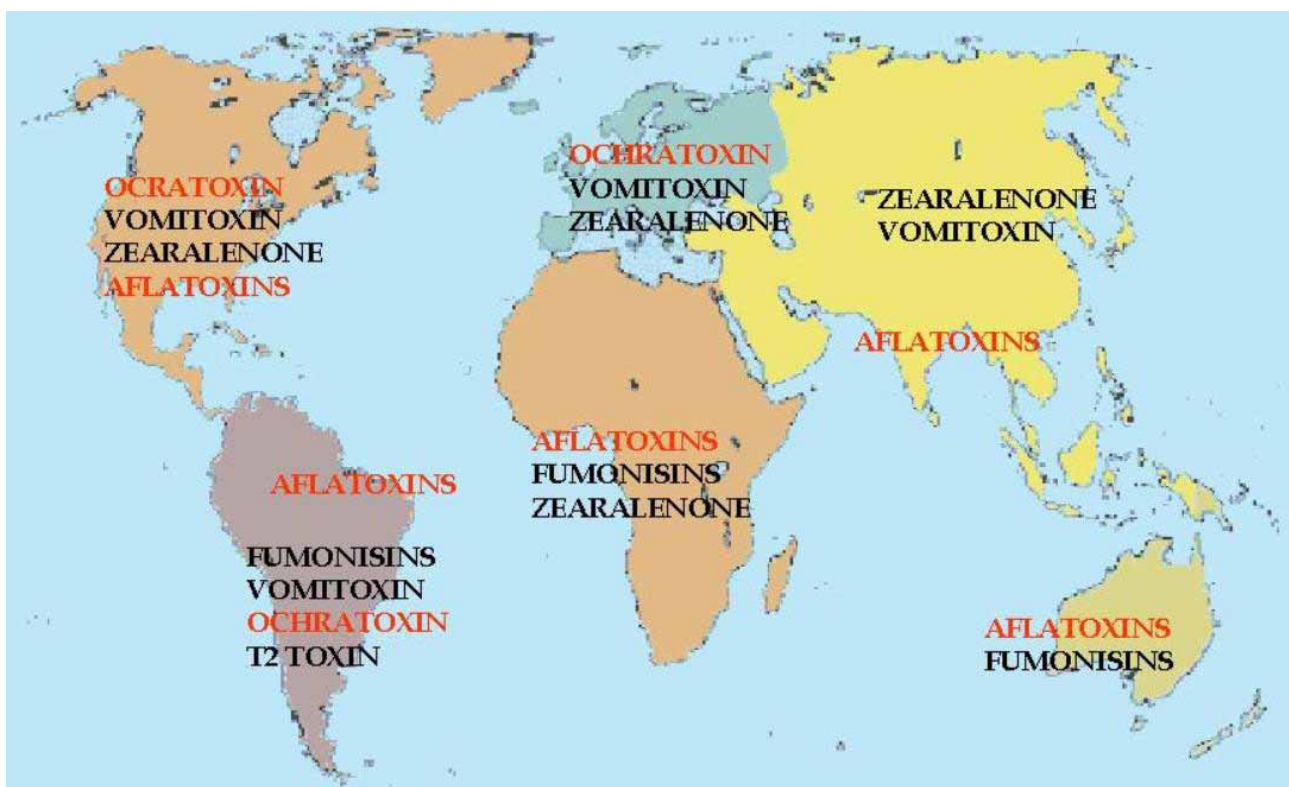 OCRATOXIN
VOMITOXIN
ZEARALENONE
AFLATOXINS
OCHRATOXIN
VOMITOXIN
ZEARALENONE
ZEARALENONE
VOMITOXIN
AFLATOXINS
AFLATOXINS
FUMONISINS
ZEARALENONE
AFLATOXINS
FUMONISINS
VOMITOXIN
OCHRATOXIN
T2 TOXIN
AFLATOXINS
FUMONISINS